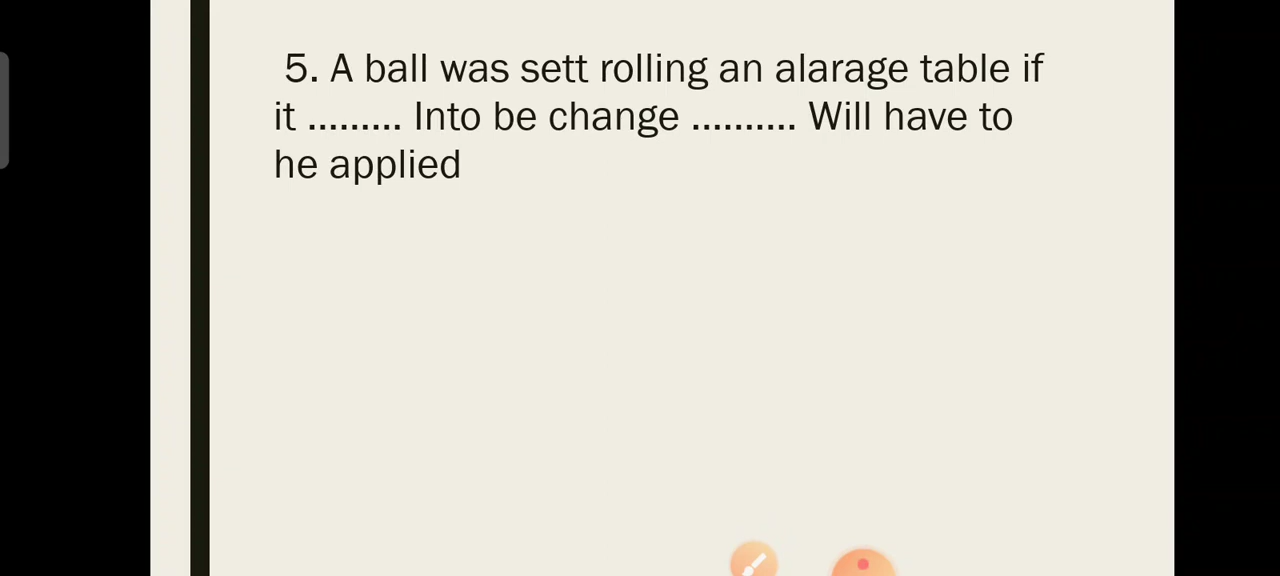 5. A ball was sett rolling an alarage table if
it ......... Into be change .......... Will have to
he applied